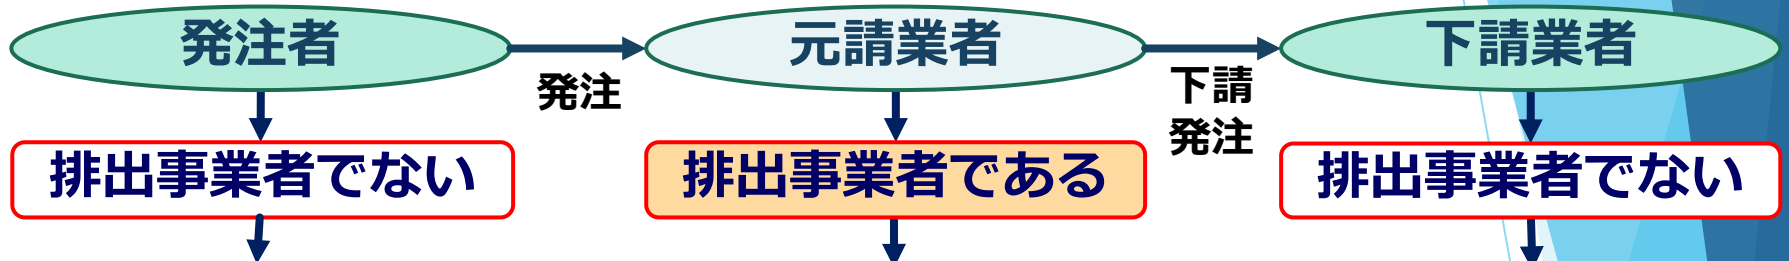 発注者
発注
元請業者
下請
発注
下請業者
排出事業者でない
排出事業者である
排出事業者でない